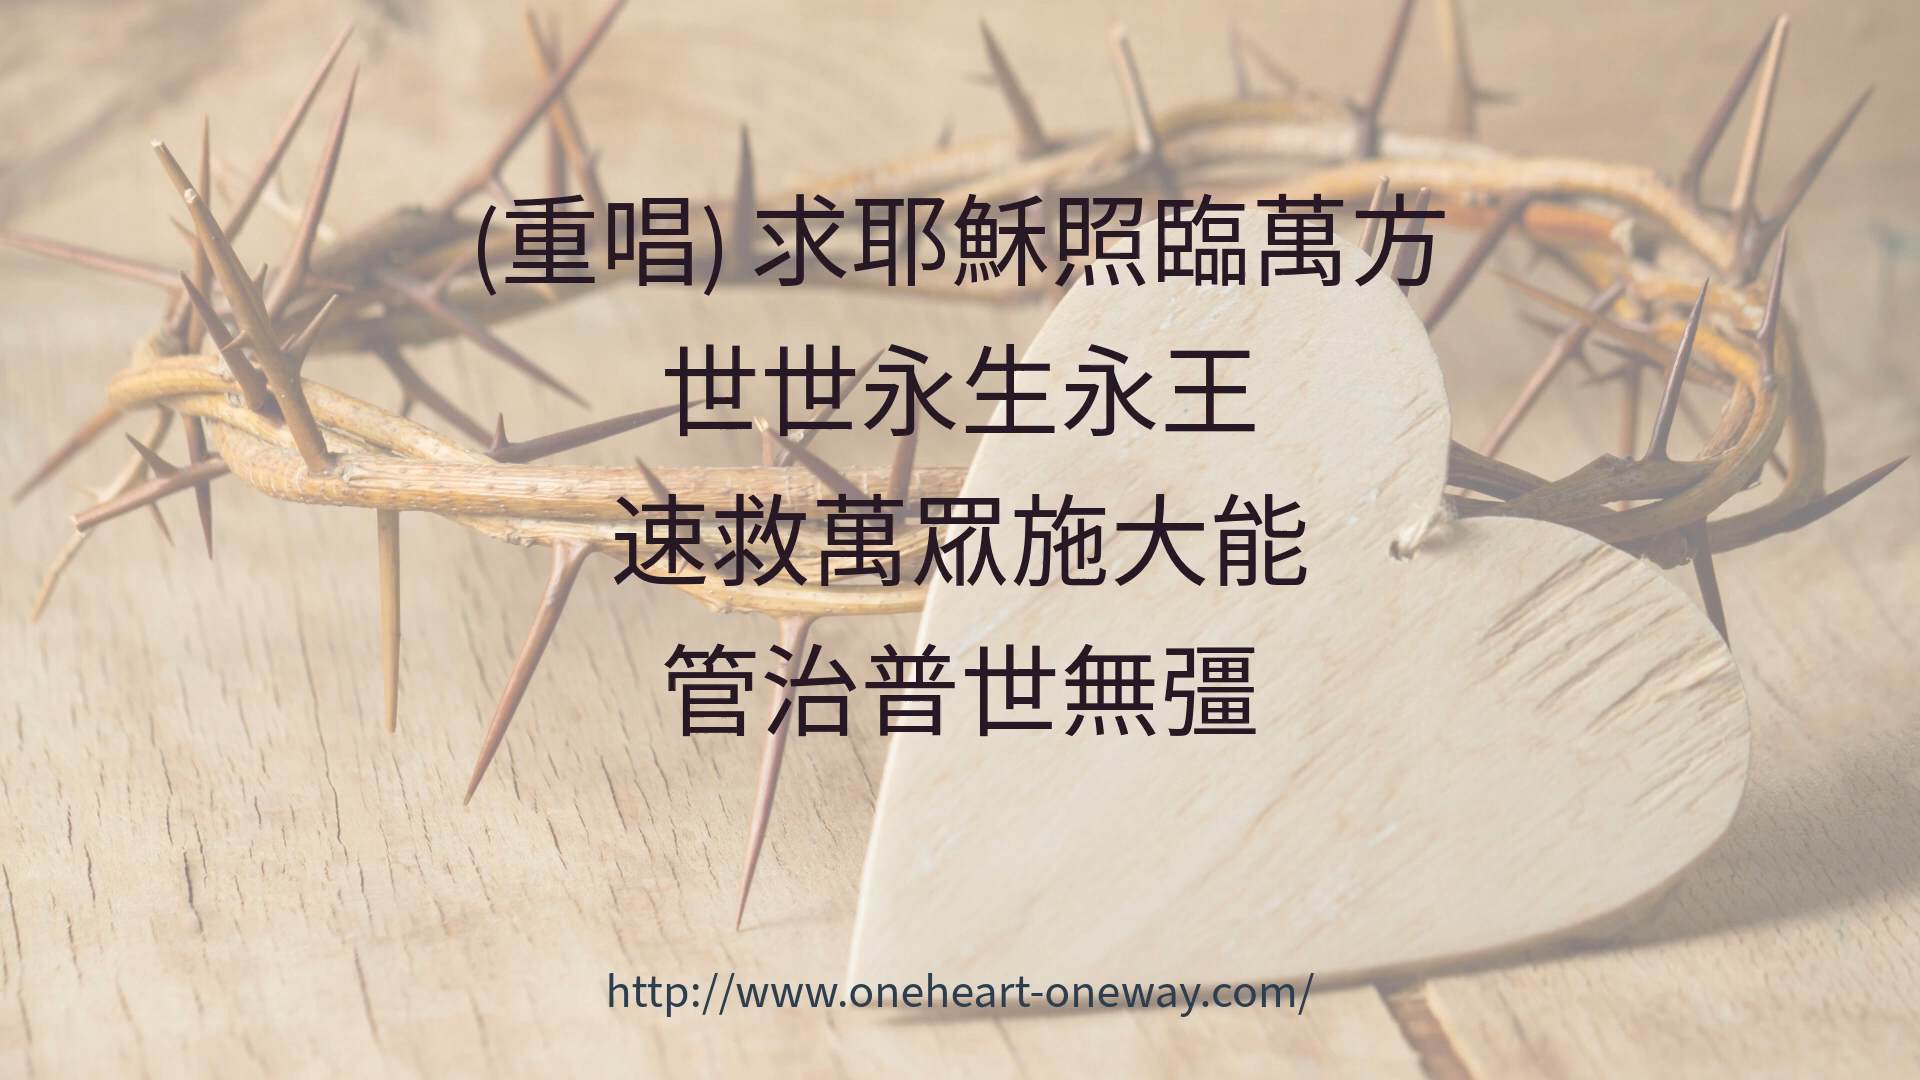 (重唱) 求耶穌照臨萬方
世世永生永王
速救萬眾施大能
管治普世無彊
http://www.oneheart-oneway.com/